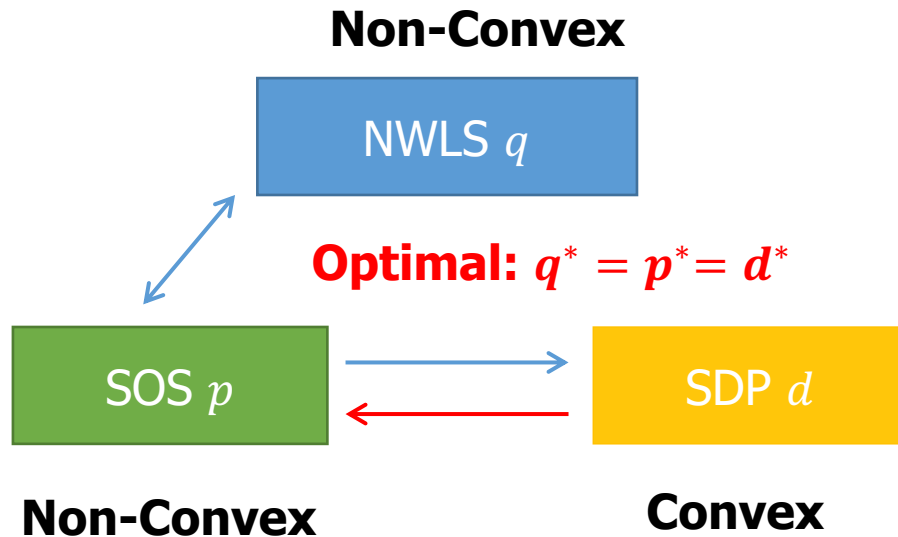 Non-Convex
NWLS q
Optimal: q* = p*= d*
SOS p
SDP d
Non-Convex
Convex